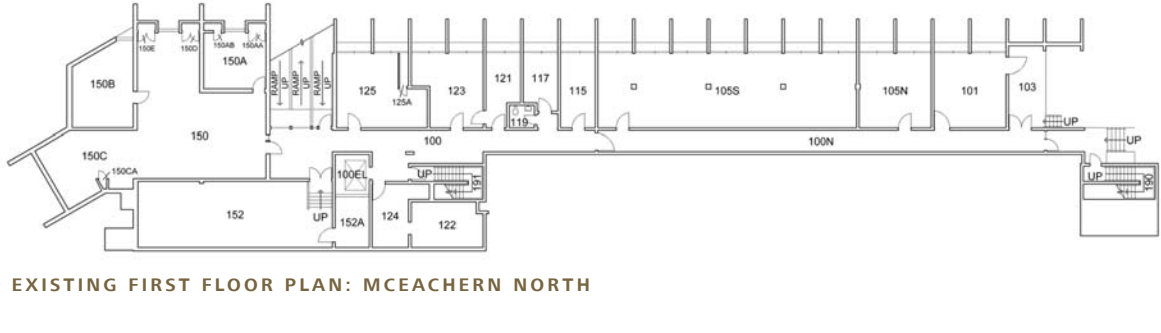 150E
150D
150AB
150AA
150A
150B
RAMP
UP
RAMP
UP
RAMP
UP
125
125A
123
121
117
115
105S
105N
101
103
119
UP
150
100
100N
UP
150C
150CA
100EL
UP
191
UP
190
152
UP
152A
124
122
EXISTING FIRST FLOOR PLAN: MCEACHERN NORTH